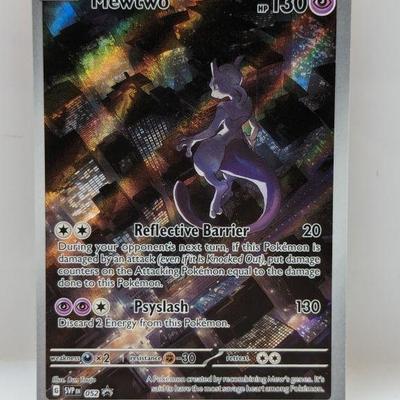 Mewtwo HP 130
Reflective Barrier 20
During your opponent's next turn, if this Pokémon is
damaged by an attack (even if it is Knocked Out), put damage
counters on the Attacking Pokémon equal to the damage
done to this Pokémon.
Psyslash 130
Discard 2 Energy from this Pokémon.
weakness ×2 resistance -30 retreat
Illus.
G SVP EN 052
A Pokémon created by recombining Mew's genes. It's
said to have the most savage heart among Pokémon.